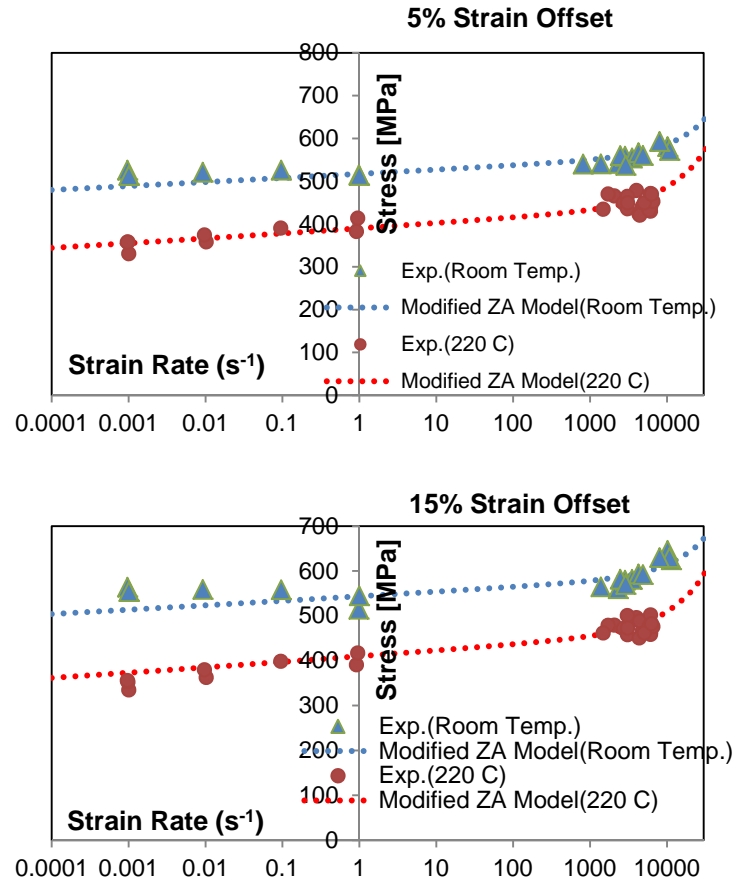 5% Strain Offset
800
700
600
500
400
300
200
100
0
Stress [MPa]
Exp.(Room Temp.)
Modified ZA Model(Room Temp.)
Exp.(220 C)
Modified ZA Model(220 C)
Strain Rate (s-1)
0.0001 0.001 0.01 0.1 1 10 100 1000 10000
15% Strain Offset
700
600
500
400
300
200
100
0
Stress [MPa]
Exp.(Room Temp.)
Modified ZA Model(Room Temp.)
Exp.(220 C)
Modified ZA Model(220 C)
Strain Rate (s-1)
0.0001 0.001 0.01 0.1 1 10 100 1000 10000